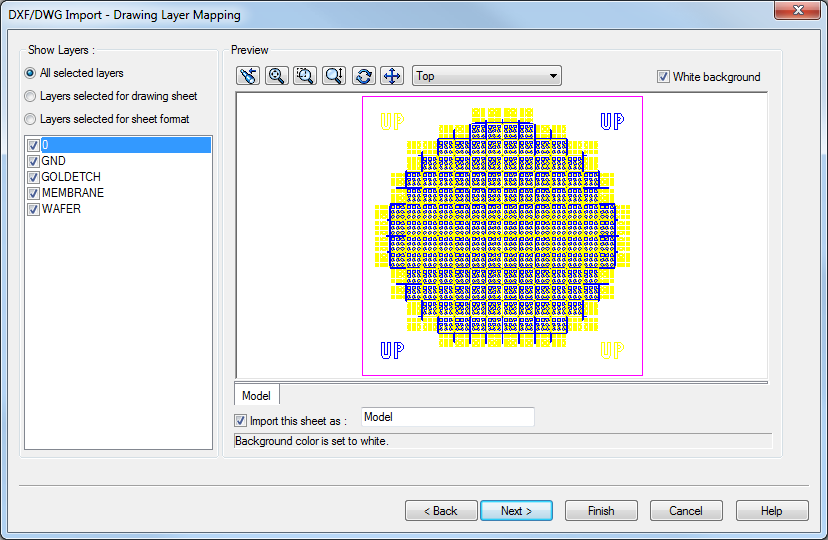 DXF/DWG Import - Drawing Layer Mapping
Show Layers :
All selected layers
Layers selected for drawing sheet
Layers selected for sheet format
0
GND
GOLDETCH
MEMBRANE
WAFER
Preview
Top
White background
UP
UP
UP
UP
Model
Import this sheet as :
Model
Background color is set to white.
< Back
Next >
Finish
Cancel
Help